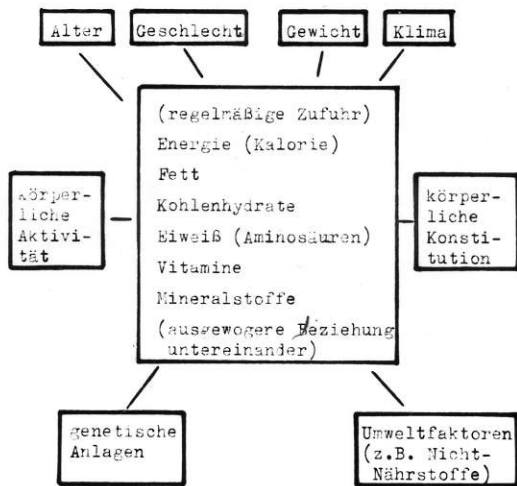 Alter
Geschlecht
Gewicht
Klima
(regelmäßige Zufuhr)
Energie (Kalorie)
Fett
Kohlenhydrate
Eiweiß (Aminosäuren)
Vitamine
Mineralstoffe
(ausgewogere Beziehung
untereinander)
körper-
liche
Aktivi-
tät
körper-
liche
Konsti-
tution
genetische
Anlagen
Umweltfaktoren
(z.B. Nicht-
Nährstoffe)